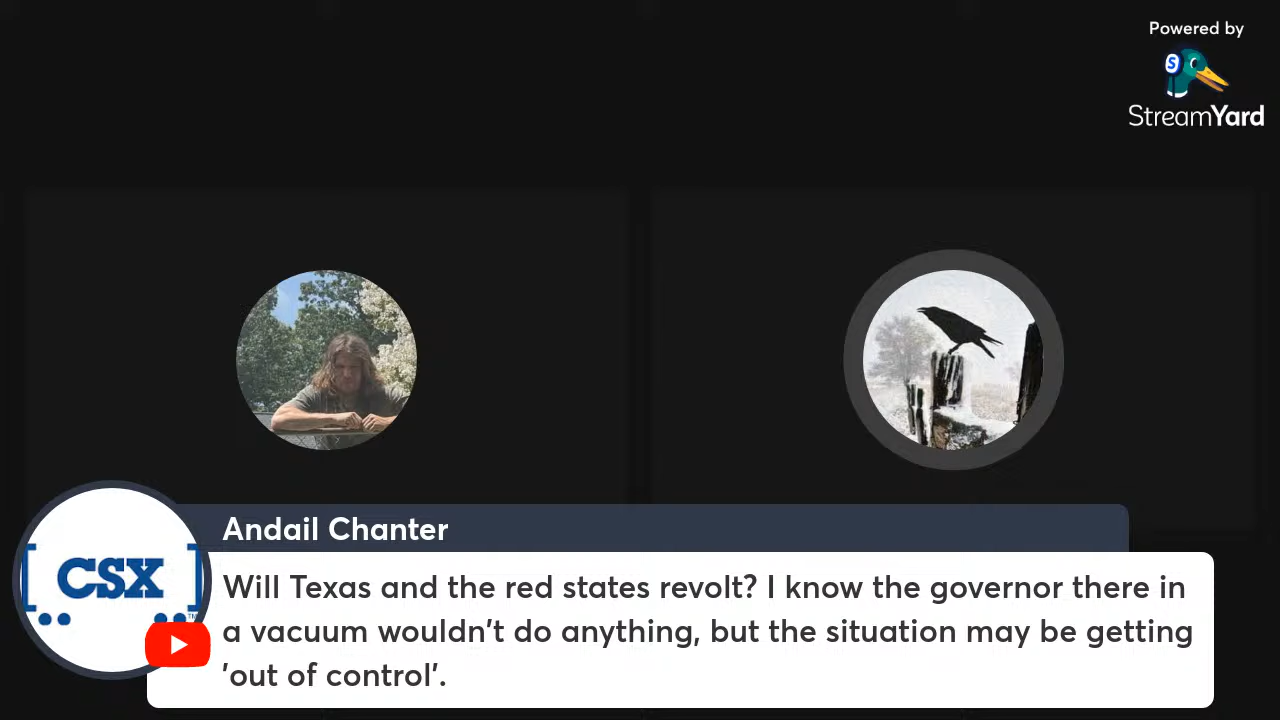 Powered by
S
StreamYard
Andail Chanter
CSX
TM
Will Texas and the red states revolt? I know the governor there in
a vacuum wouldn't do anything, but the situation may be getting
'out of control'.